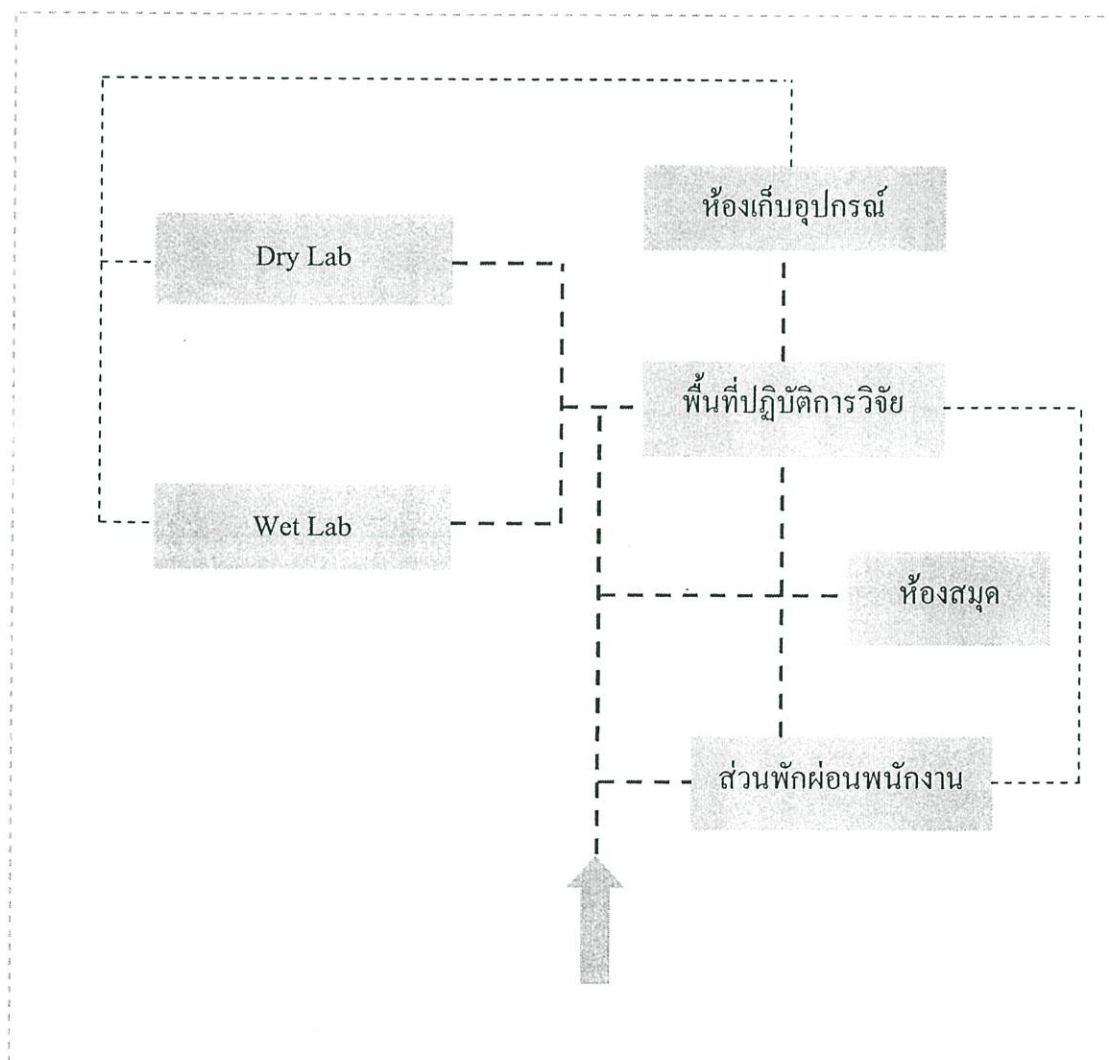 ห้องเก็บอุปกรณ์
Dry Lab
พื้นที่ปฏิบัติการวิจัย
Wet Lab
ห้องสมุด
ส่วนพักผ่อนพนักงาน